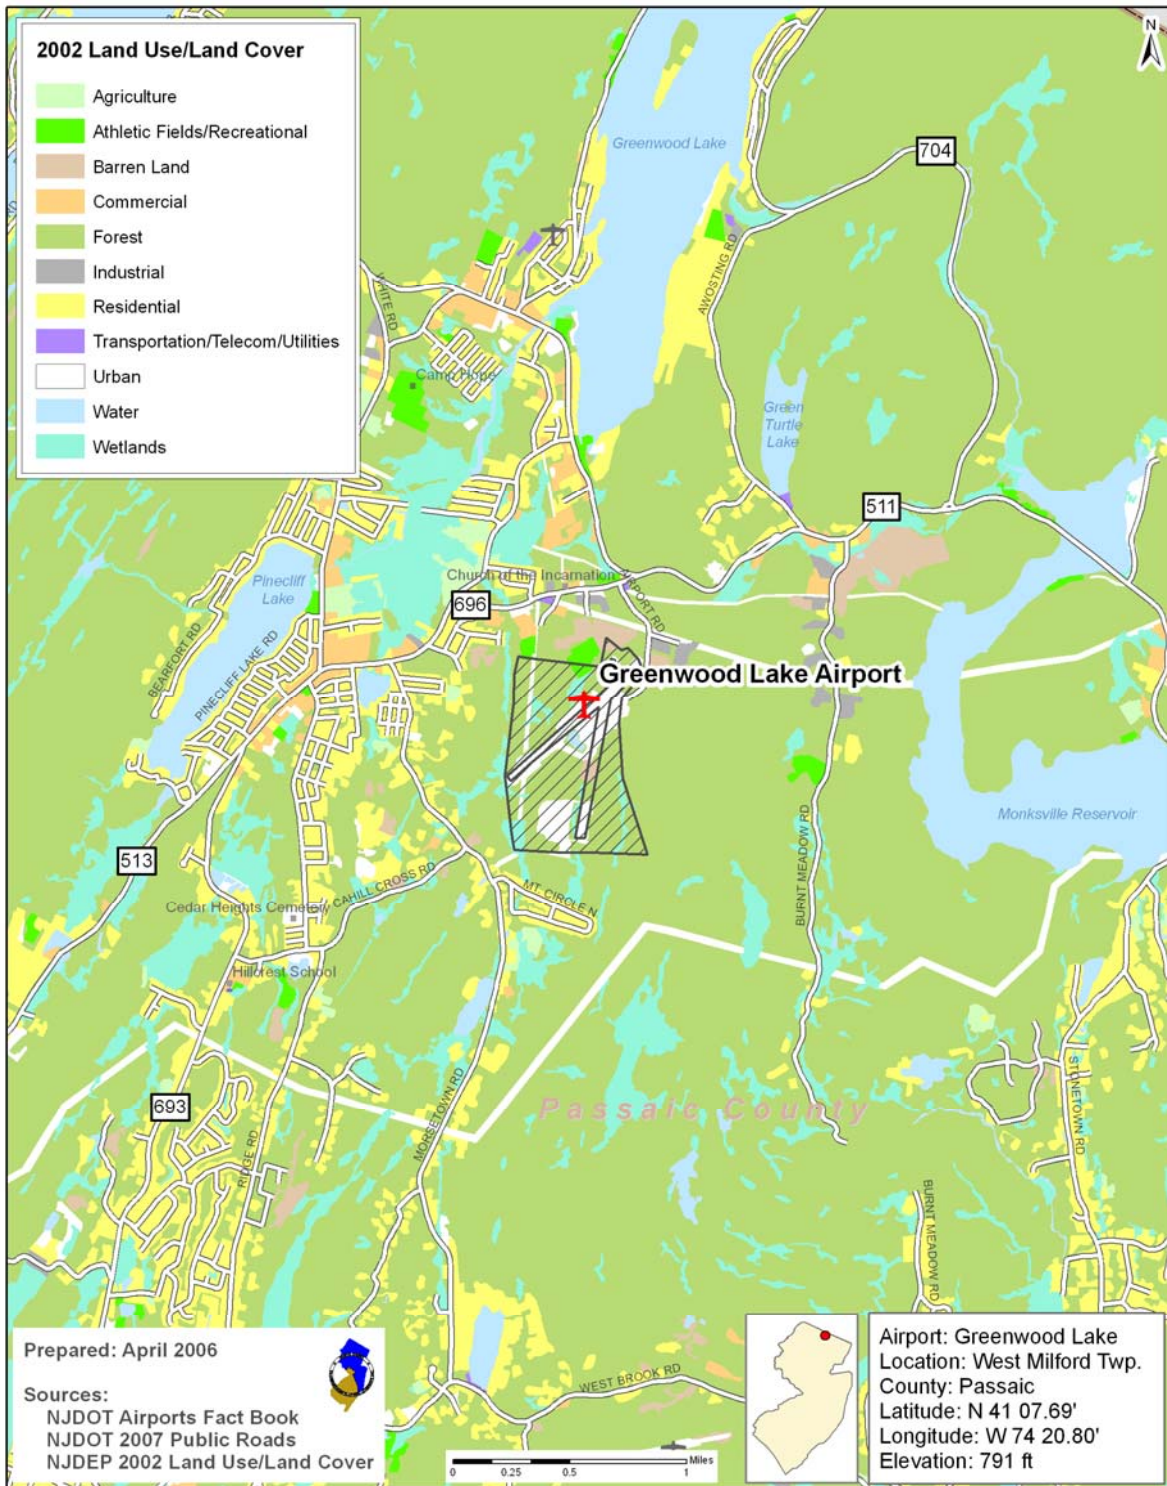 2002 Land Use/Land Cover
Agriculture
Athletic Fields/Recreational
Barren Land
Commercial
Forest
Industrial
Residential
Transportation/Telecom/Utilities
Urban
Water
Wetlands
N
Greenwood Lake
704
AWOSTING RD
WHITE RD
Camp Hope
Green
Turtle
Lake
511
Pinecliff
Lake
Church of the Incarnation
AIRPORT RD
696
BEARFORT RD
PINECLIFF LAKE RD
Greenwood Lake Airport
Monksville Reservoir
BURNT MEADOW RD
513
CAHILL CROSS RD
MT CIRCLE N
Cedar Heights Cemetery
Hillcrest School
STONETOWN RD
693
Passaic County
MORSETOWN RD
RIDGE RD
BURNT MEADOW RD
WEST BROOK RD
Prepared: April 2006
Sources:
NJDOT Airports Fact Book
NJDOT 2007 Public Roads
NJDEP 2002 Land Use/Land Cover
Miles
0 0.25 0.5 1
Airport: Greenwood Lake
Location: West Milford Twp.
County: Passaic
Latitude: N 41 07.69'
Longitude: W 74 20.80'
Elevation: 791 ft